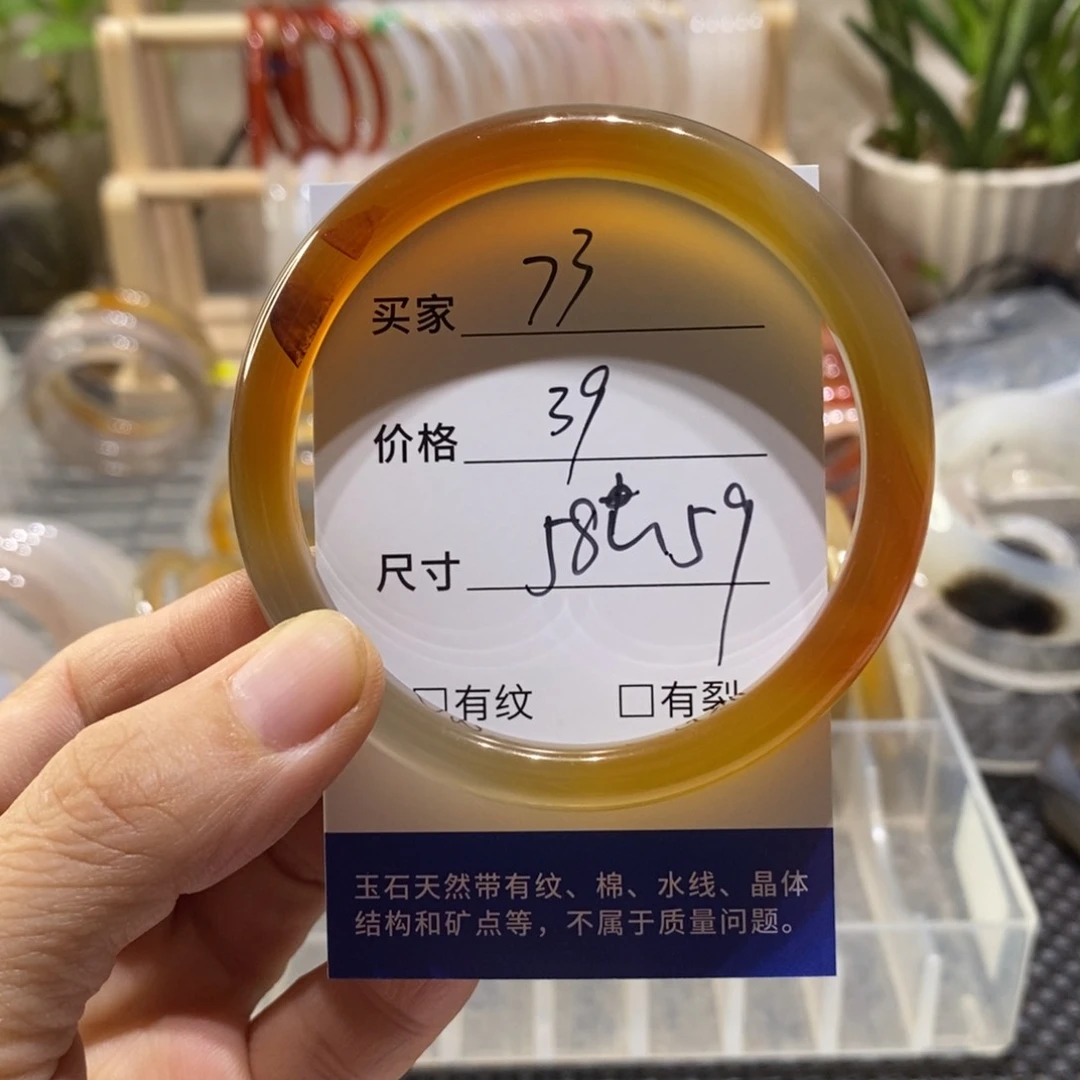 买家 73
价格 39
尺寸 58 59
□有纹 □有裂
玉石天然带有纹、棉、水线、晶体
结构和矿点等，不属于质量问题。